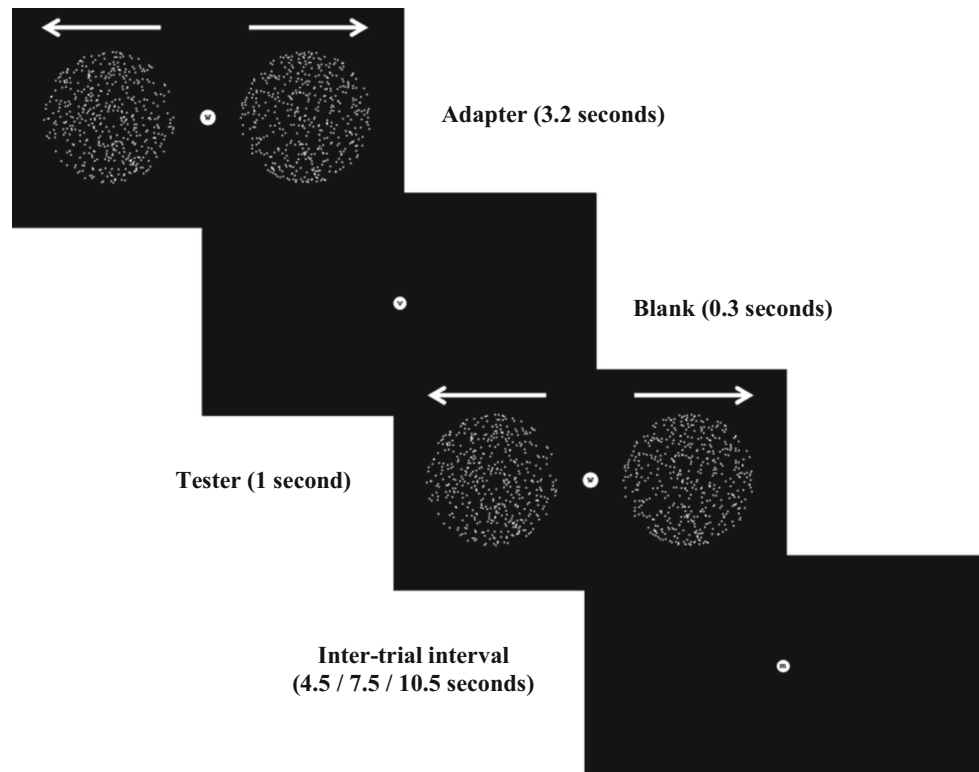 w
Adapter (3.2 seconds)
v
Blank (0.3 seconds)
w
Tester (1 second)
Inter-trial interval
(4.5 / 7.5 / 10.5 seconds)
m